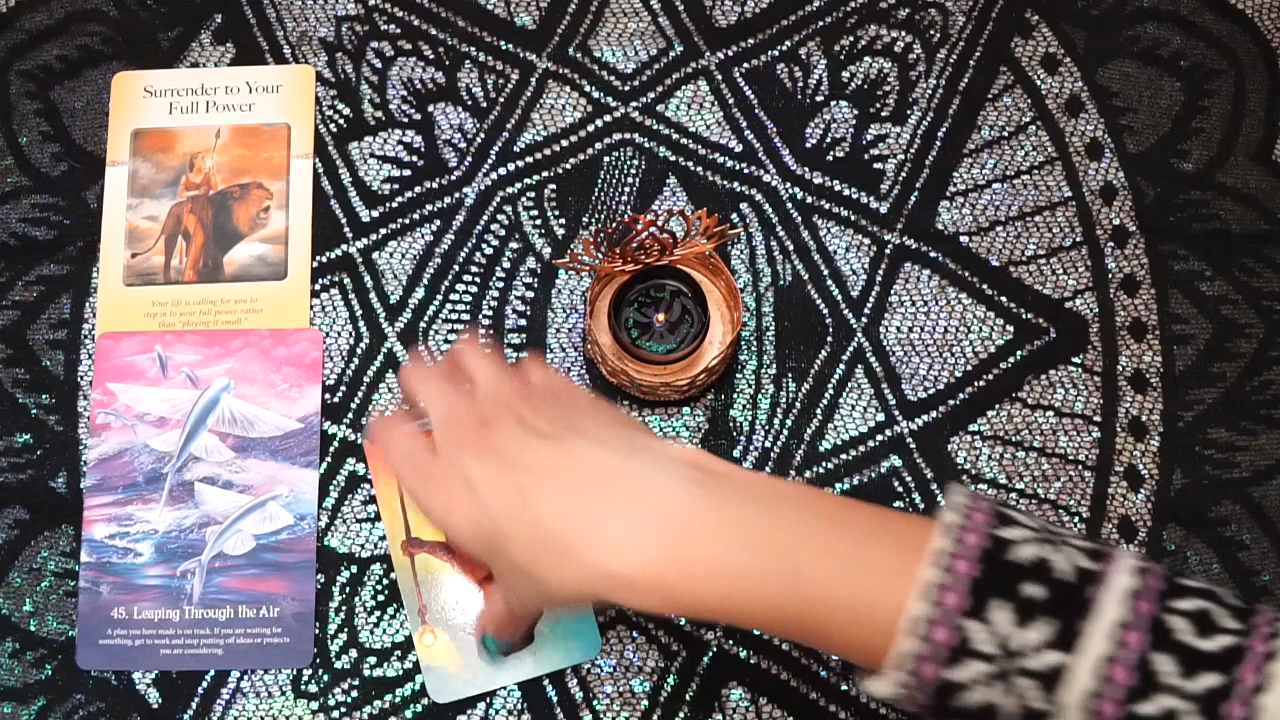 Surrender to Your
Full Power
Your life is calling for you to
step in to your full power rather
than "playing it small."
45. Leaping Through the Air
A plan you have made is on track. If you are waiting for
something, get to work and stop putting off ideas or projects
you are considering.